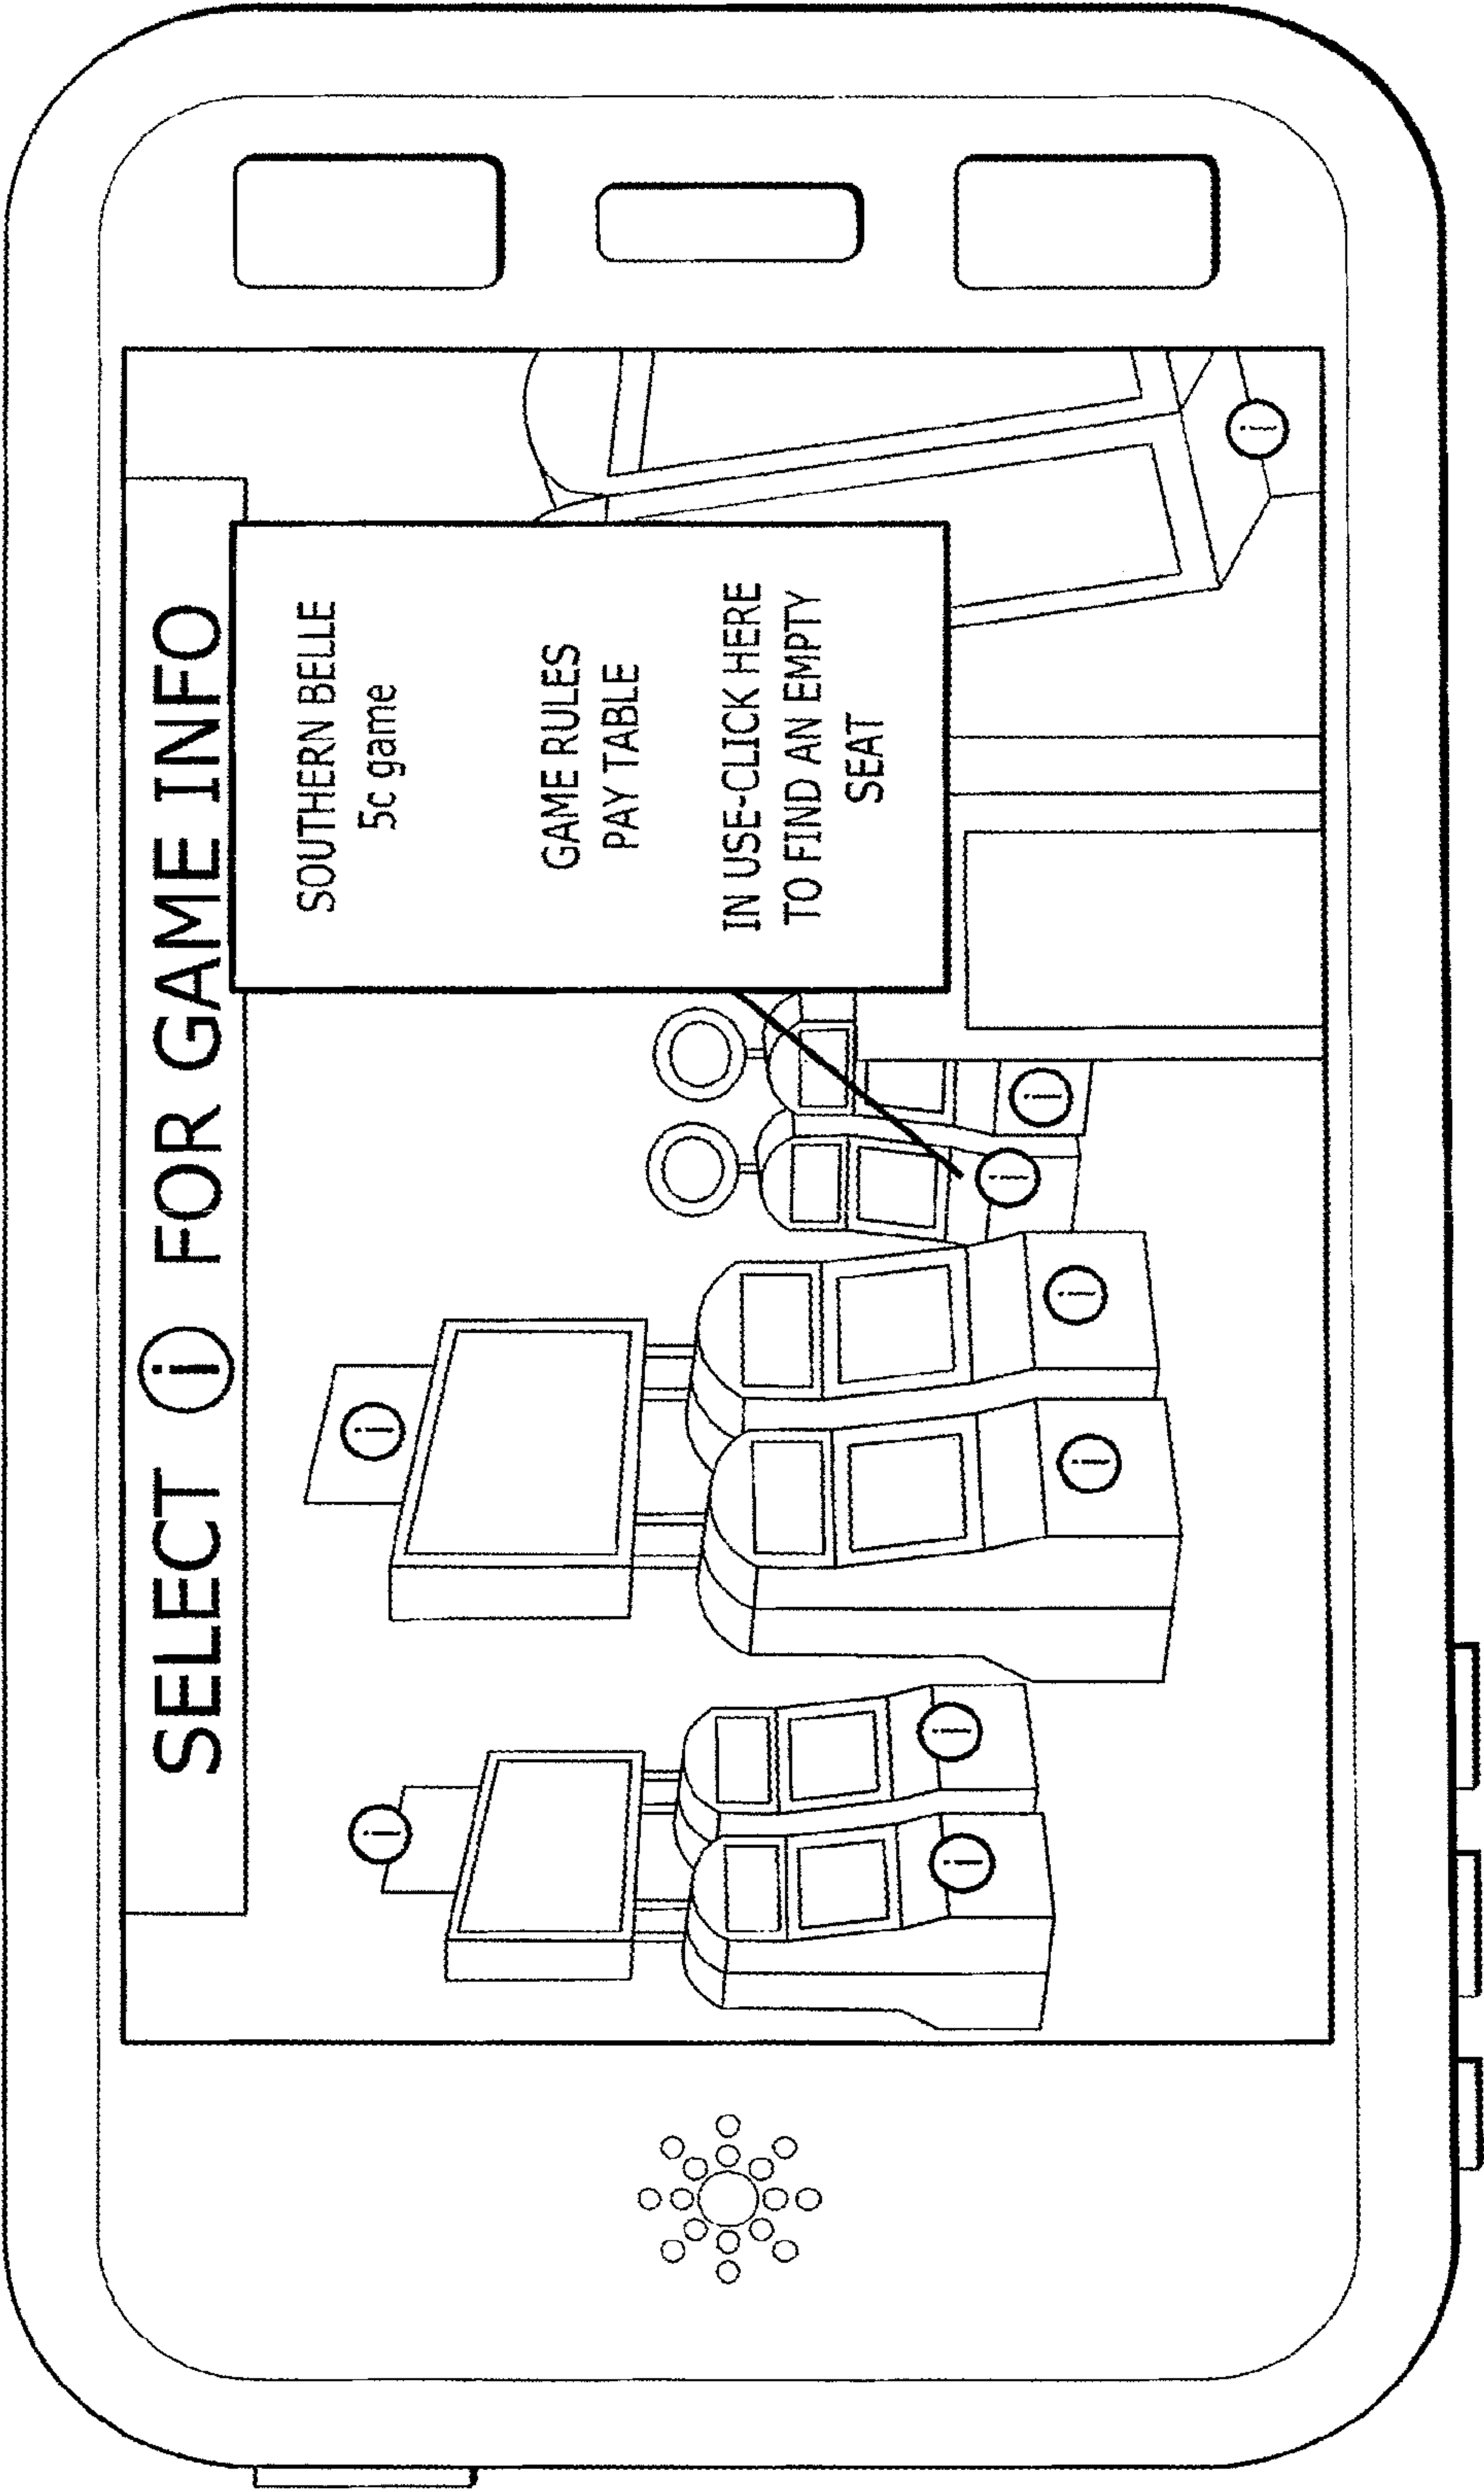 SELECT ⓘ FOR GAME INFO
SOUTHERN BELLE
5c game
GAME RULES
PAY TABLE
IN USE-CLICK HERE
TO FIND AN EMPTY
SEAT
i
i
i
i
i
i
i
i
i